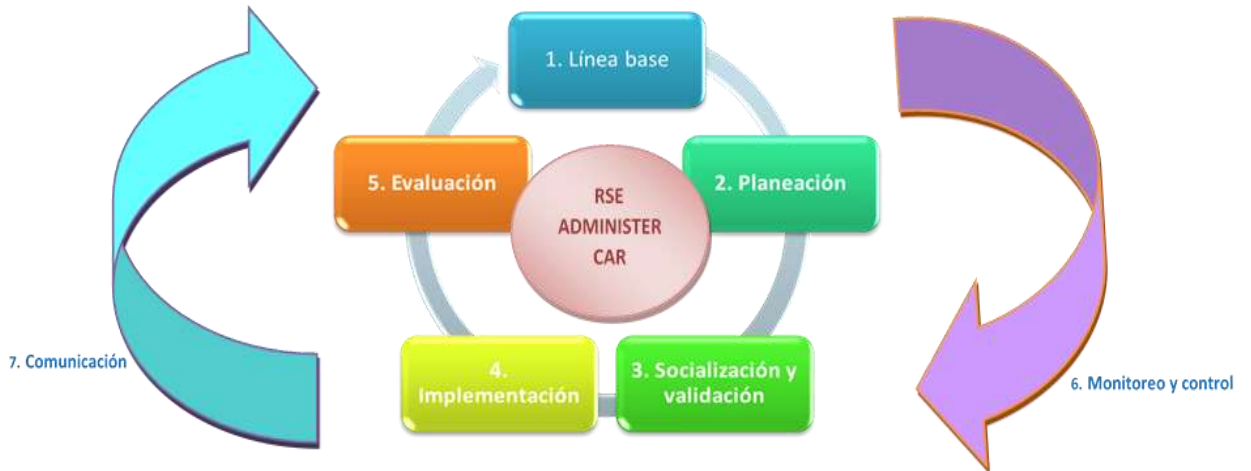 1. Línea base
2. Planeación
3. Socialización y
validación
4.
Implementación
5. Evaluación
RSE
ADMINISTER
CAR
6. Monitoreo y control
7. Comunicación